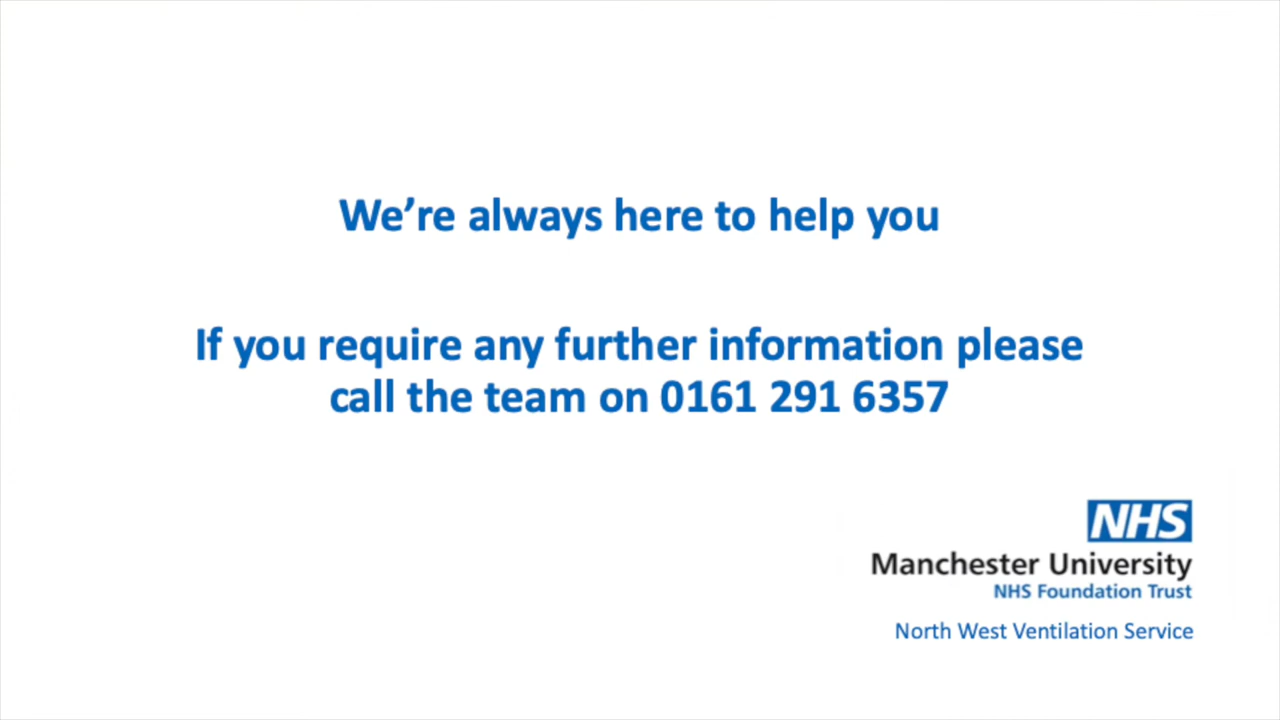 We’re always here to help you
If you require any further information please
call the team on 0161 291 6357
NHS
Manchester University
NHS Foundation Trust
North West Ventilation Service